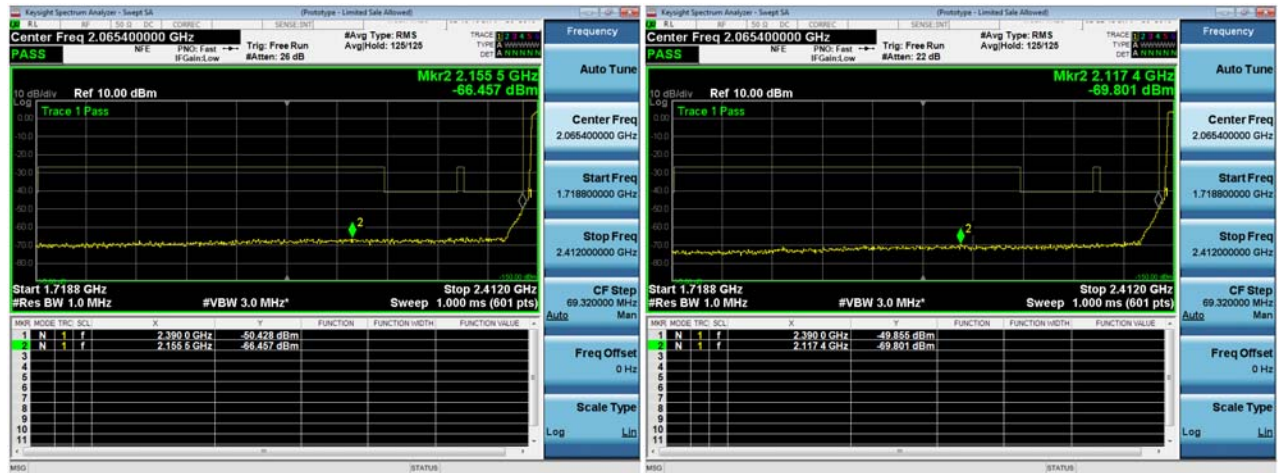 Keysight Spectrum Analyzer - Swept SA
(Prototype - Limited Sale Allowed)
RL RF 50 Ω DC CORREC SENSE:INT
Center Freq 2.065400000 GHz
#Avg Type: RMS
TRACE 1 2 3 4 5 6
PASS
NFE
PNO: Fast
Trig: Free Run
Avg|Hold: 125/125
TYPE A WWWWW
IFGain:Low
#Atten: 26 dB
DET A N N N N N
Mkr2 2.155 5 GHz
-66.457 dBm
10 dB/div Ref 10.00 dBm
Log
Trace 1 Pass
0.00
-10.0
-20.0
-30.0
-40.0
-50.0
-60.0
-70.0
-80.0
2
Start 1.7188 GHz Stop 2.4120 GHz
#Res BW 1.0 MHz #VBW 3.0 MHz* Sweep 1.000 ms (601 pts)
MKR MODE TRC SCL X Y FUNCTION FUNCTION WIDTH FUNCTION VALUE
1 N 1 f 2.390 0 GHz -50.428 dBm
2 N 1 f 2.155 5 GHz -66.457 dBm
3
4
5
6
7
8
9
10
11
MSG STATUS
Frequency
Auto Tune
Center Freq
2.065400000 GHz
Start Freq
1.718800000 GHz
Stop Freq
2.412000000 GHz
CF Step
69.320000 MHz
Auto Man
Freq Offset
0 Hz
Scale Type
Log Lin
Keysight Spectrum Analyzer - Swept SA
(Prototype - Limited Sale Allowed)
RL RF 50 Ω DC CORREC SENSE:INT
Center Freq 2.065400000 GHz
#Avg Type: RMS
TRACE 1 2 3 4 5 6
PASS
NFE
PNO: Fast
Trig: Free Run
Avg|Hold: 125/125
TYPE A WWWWW
IFGain:Low
#Atten: 22 dB
DET A N N N N N
Mkr2 2.117 4 GHz
-69.801 dBm
10 dB/div Ref 10.00 dBm
Log
Trace 1 Pass
0.00
-10.0
-20.0
-30.0
-40.0
-50.0
-60.0
-70.0
-80.0
2
Start 1.7188 GHz Stop 2.4120 GHz
#Res BW 1.0 MHz #VBW 3.0 MHz* Sweep 1.000 ms (601 pts)
MKR MODE TRC SCL X Y FUNCTION FUNCTION WIDTH FUNCTION VALUE
1 N 1 f 2.390 0 GHz -49.855 dBm
2 N 1 f 2.117 4 GHz -69.801 dBm
3
4
5
6
7
8
9
10
11
MSG STATUS
Frequency
Auto Tune
Center Freq
2.065400000 GHz
Start Freq
1.718800000 GHz
Stop Freq
2.412000000 GHz
CF Step
69.320000 MHz
Auto Man
Freq Offset
0 Hz
Scale Type
Log Lin